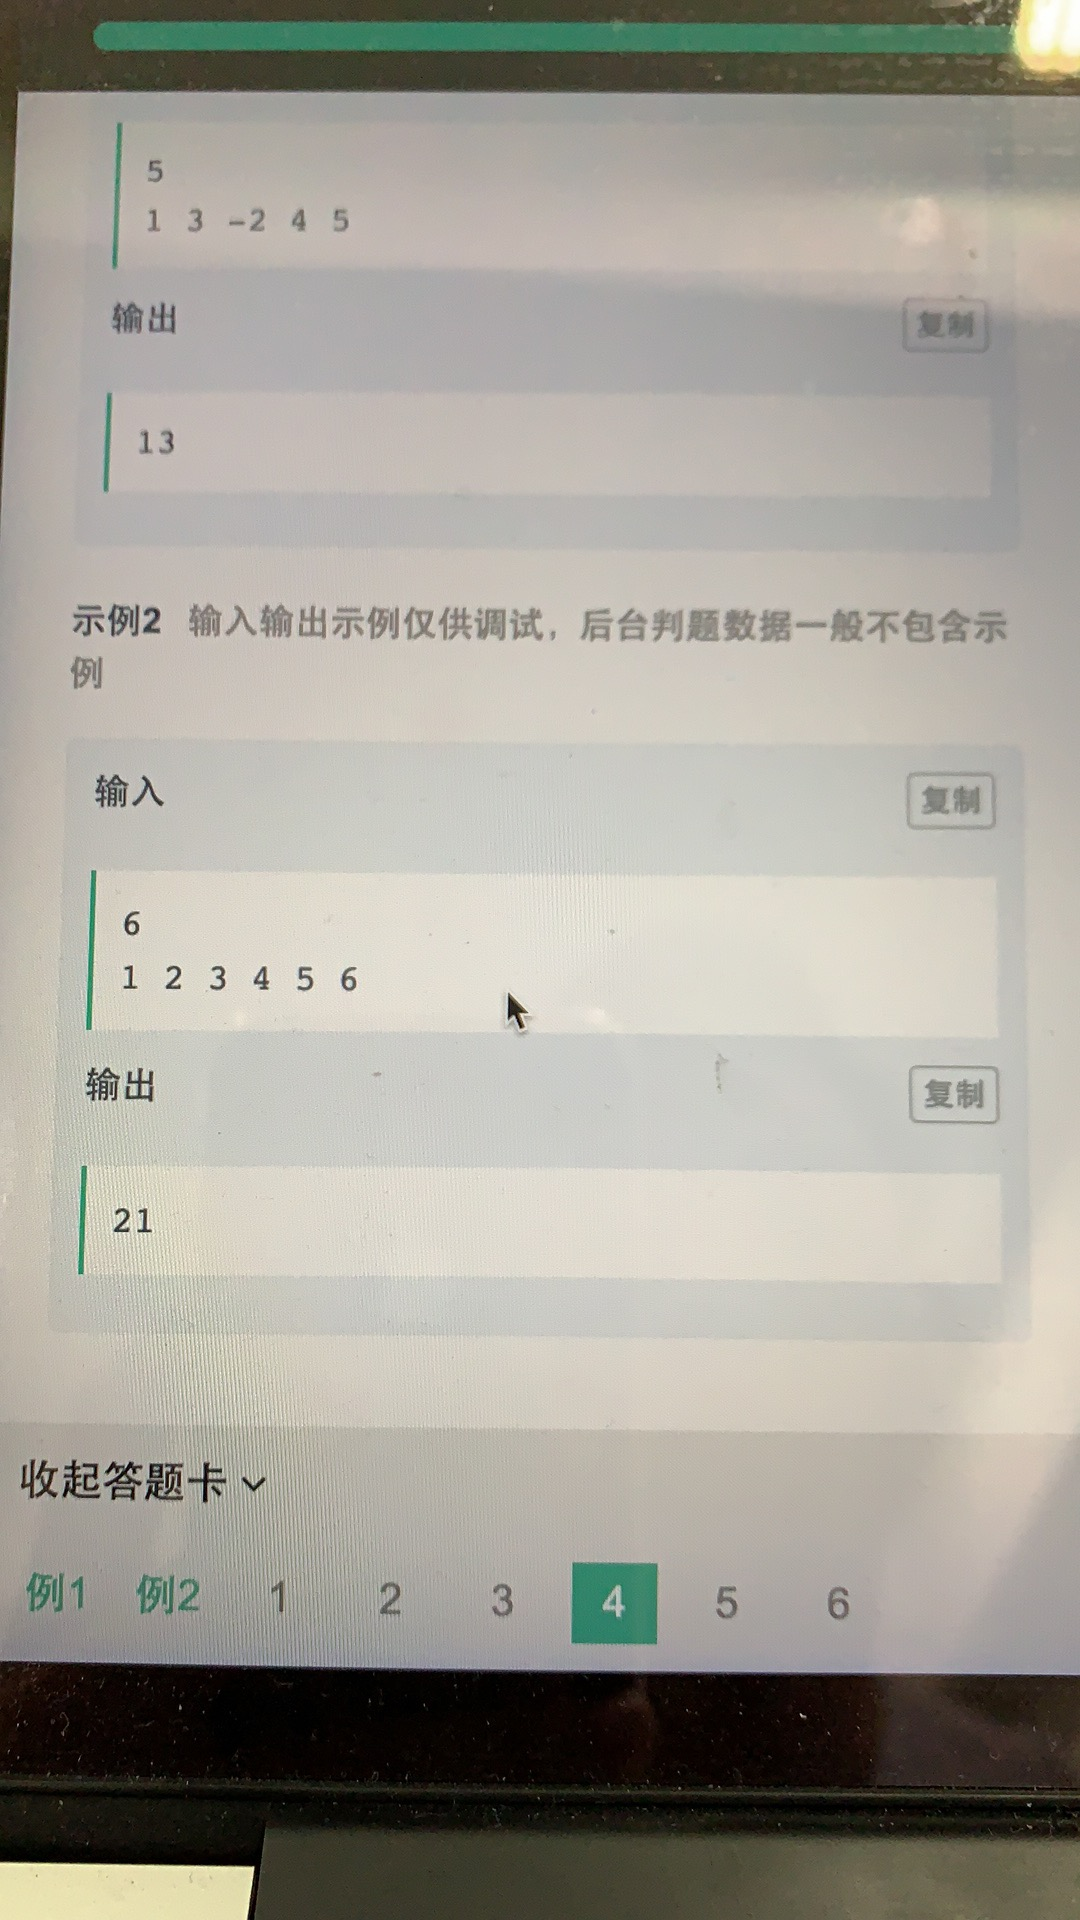 5
1 3 -2 4 5
输出
复制
13
示例2 输入输出示例仅供调试，后台判题数据一般不包含示
例
输入
复制
6
1 2 3 4 5 6
输出
复制
21
收起答题卡
例1 例2 1 2 3 4 5 6